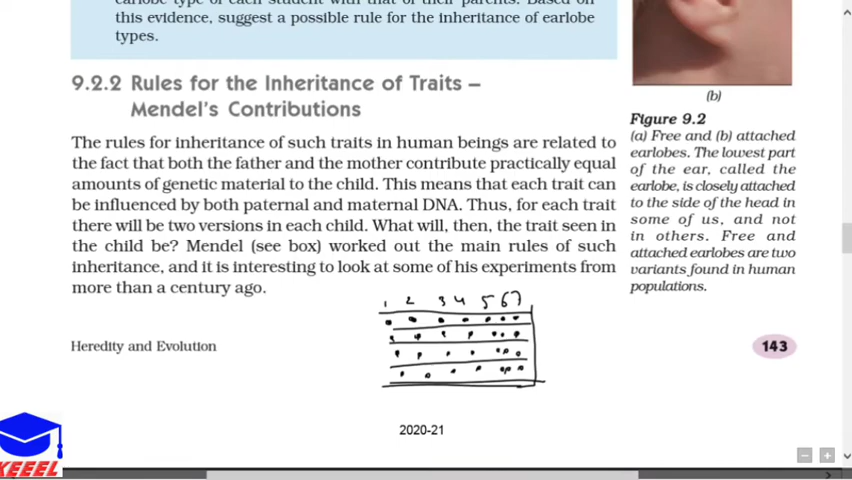 earlobe type of each student with that of their parents. Based on
this evidence, suggest a possible rule for the inheritance of earlobe
types.
9.2.2 Rules for the Inheritance of Traits –
Mendel's Contributions
The rules for inheritance of such traits in human beings are related to
the fact that both the father and the mother contribute practically equal
amounts of genetic material to the child. This means that each trait can
be influenced by both paternal and maternal DNA. Thus, for each trait
there will be two versions in each child. What will, then, the trait seen in
the child be? Mendel (see box) worked out the main rules of such
inheritance, and it is interesting to look at some of his experiments from
more than a century ago.
(b)
Figure 9.2
(a) Free and (b) attached
earlobes. The lowest part
of the ear, called the
earlobe, is closely attached
to the side of the head in
some of us, and not
in others. Free and
attached earlobes are two
variants found in human
populations.
1 2 3 4 5 6 7
Heredity and Evolution
143
2020-21
KEEEL